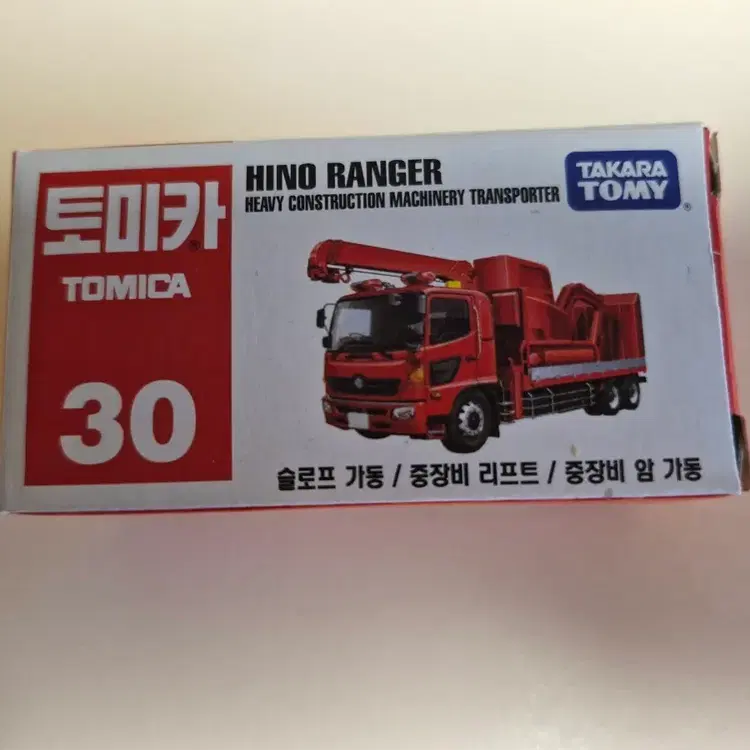 토미카®
TOMICA
30
HINO RANGER
HEAVY CONSTRUCTION MACHINERY TRANSPORTER
TAKARA
TOMY®
슬로프 가동 / 중장비 리프트 / 중장비 암 가동